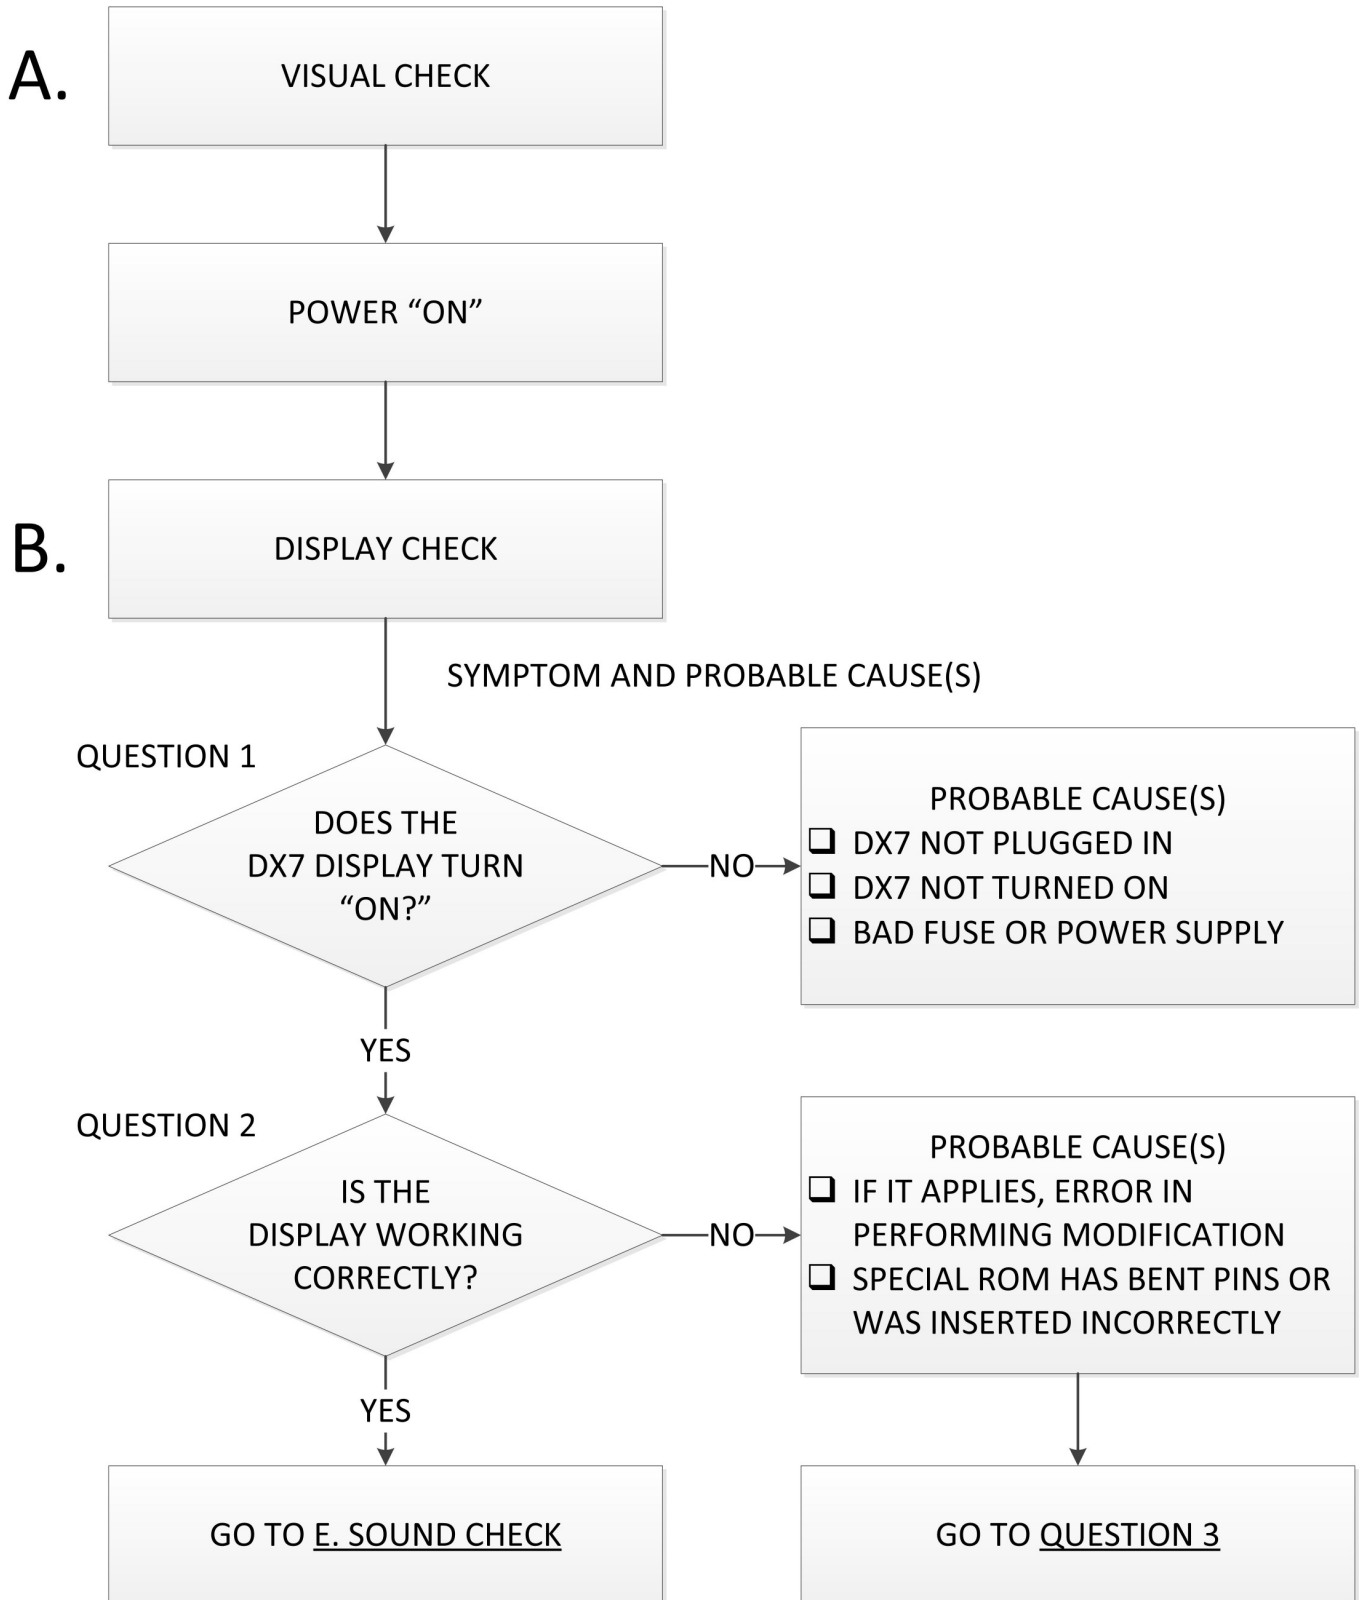 A.
VISUAL CHECK
POWER “ON”
B.
DISPLAY CHECK
SYMPTOM AND PROBABLE CAUSE(S)
QUESTION 1
DOES THE
DX7 DISPLAY TURN
“ON?”
NO
PROBABLE CAUSE(S)
❑ DX7 NOT PLUGGED IN
❑ DX7 NOT TURNED ON
❑ BAD FUSE OR POWER SUPPLY
YES
QUESTION 2
IS THE
DISPLAY WORKING
CORRECTLY?
NO
PROBABLE CAUSE(S)
❑ IF IT APPLIES, ERROR IN
PERFORMING MODIFICATION
❑ SPECIAL ROM HAS BENT PINS OR
WAS INSERTED INCORRECTLY
YES
GO TO E. SOUND CHECK
GO TO QUESTION 3